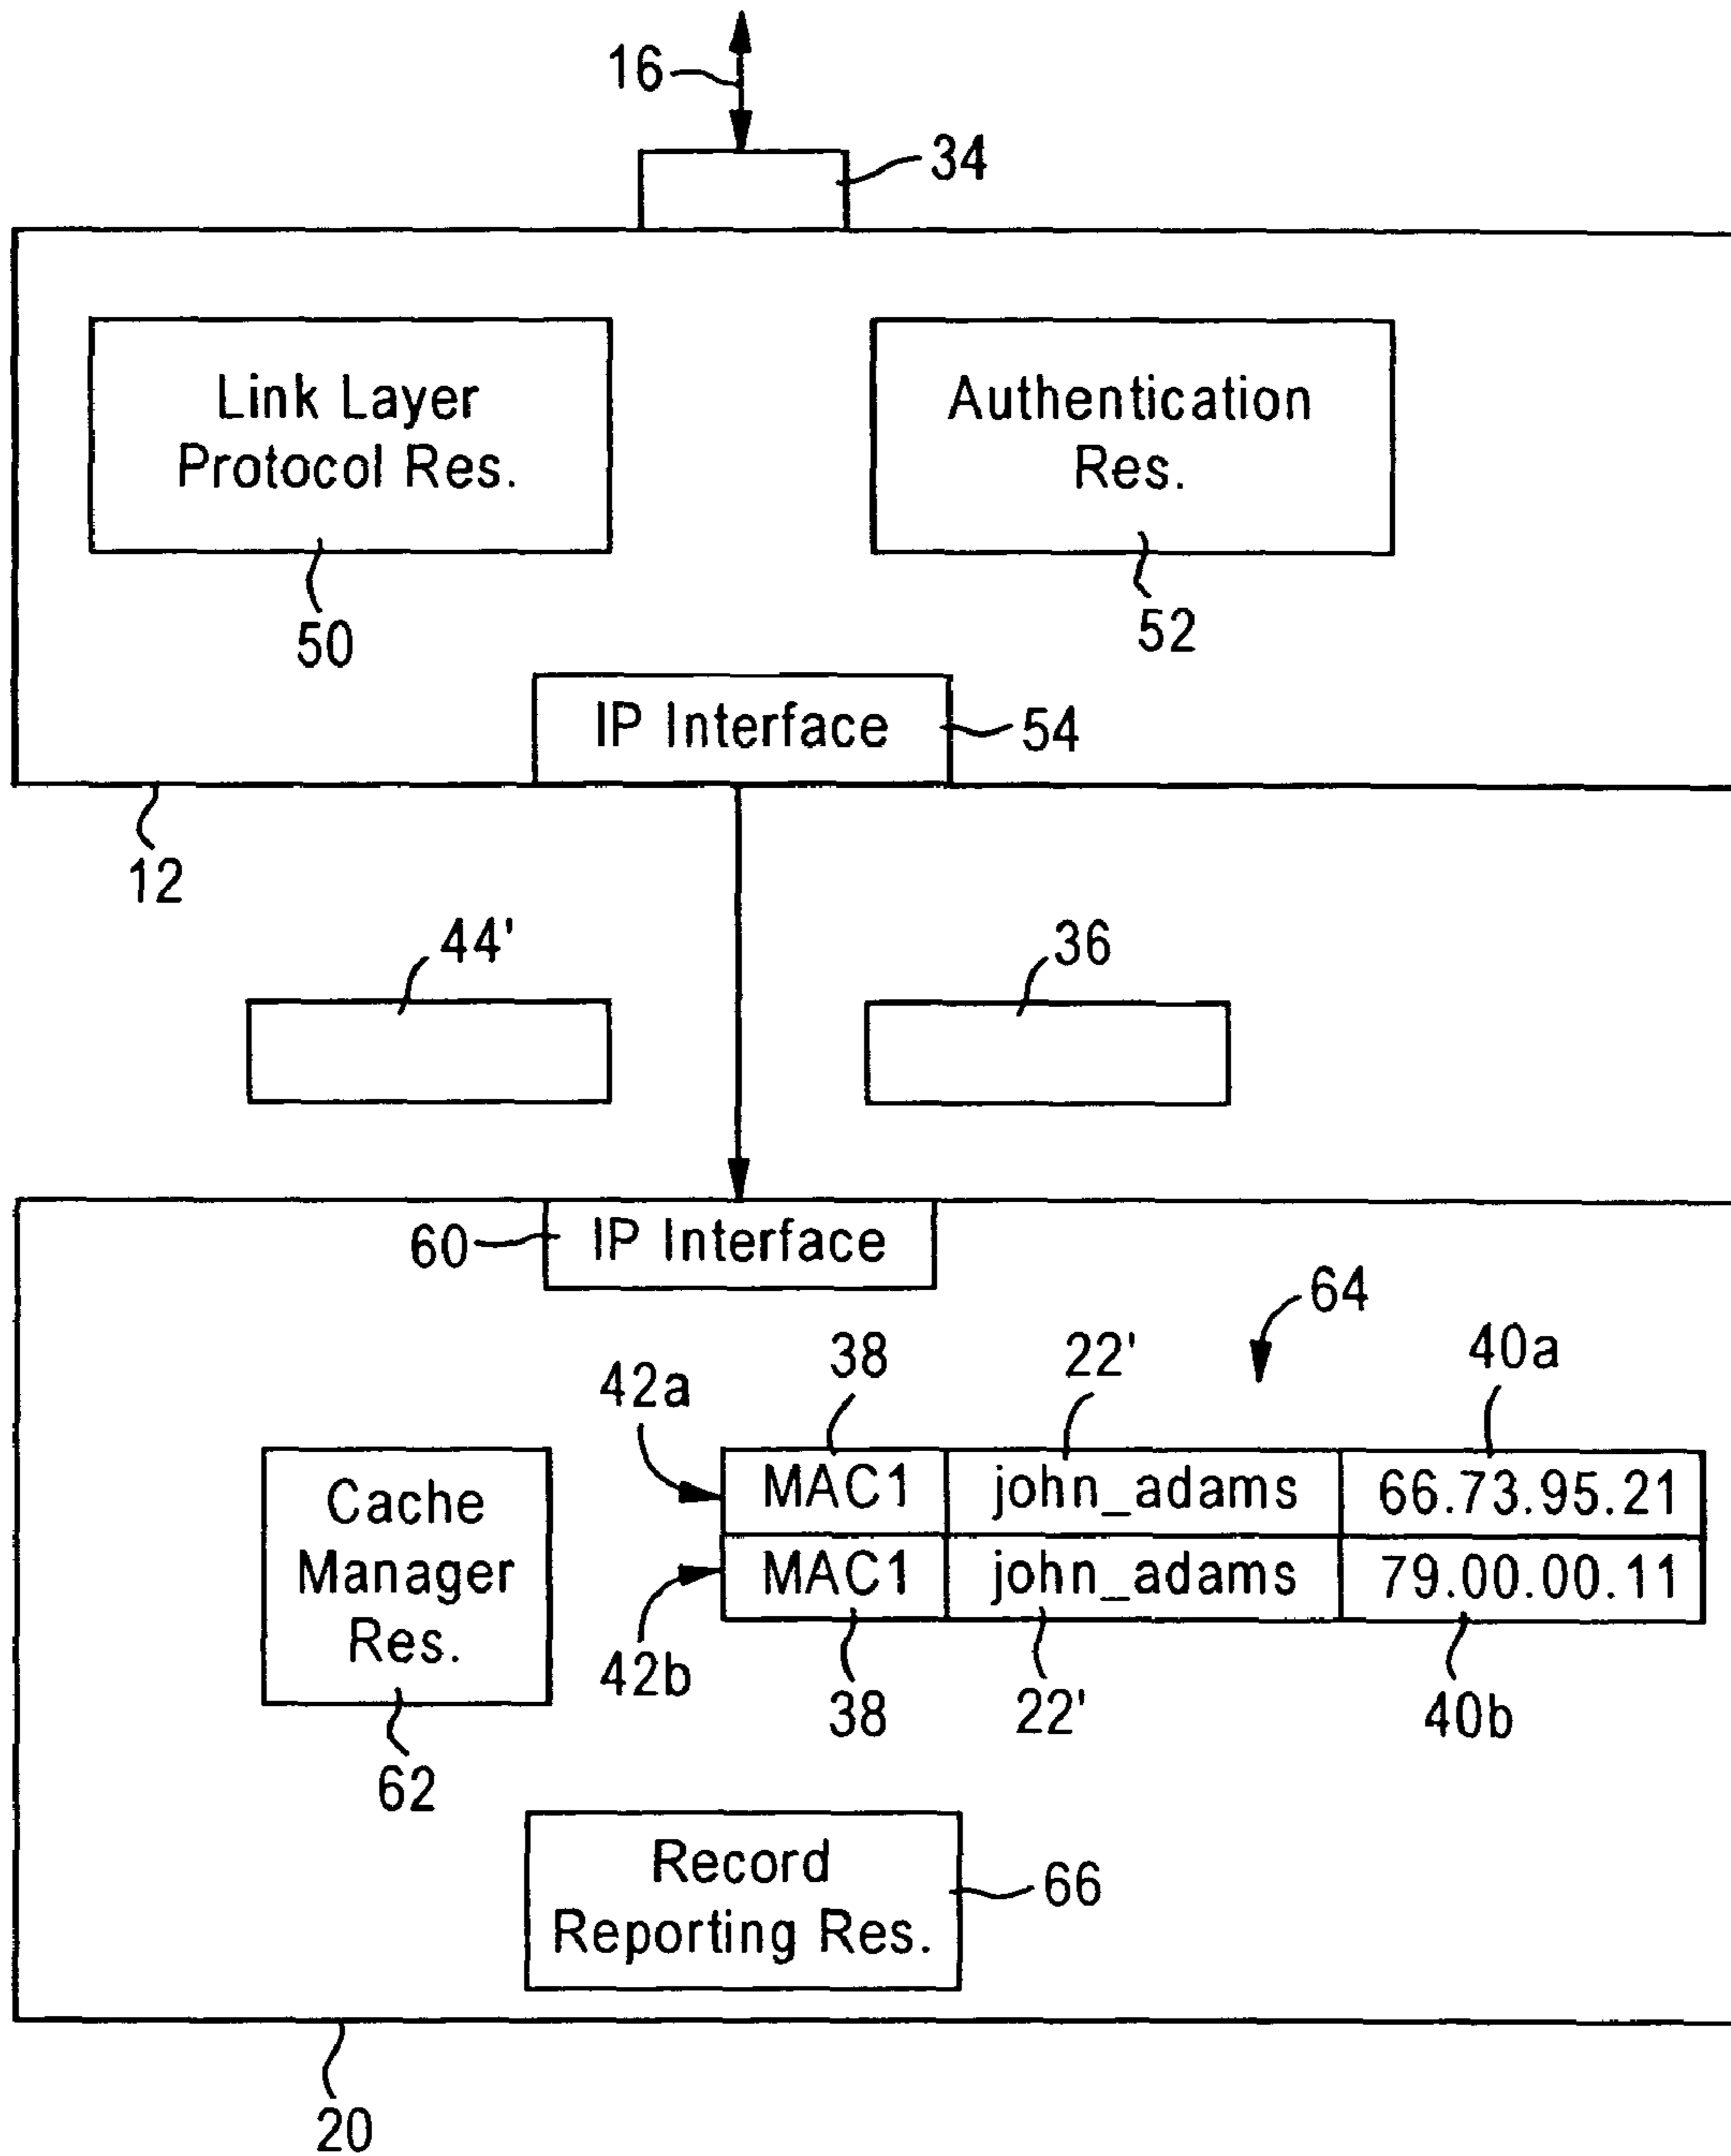 16
34
Link Layer
Protocol Res.
Authentication
Res.
50
52
IP Interface
54
12
44'
36
60
IP Interface
64
38
22'
40a
42a
MAC1
john_adams
66.73.95.21
42b
MAC1
john_adams
79.00.00.11
38
22'
40b
Cache
Manager
Res.
62
Record
Reporting Res.
66
20